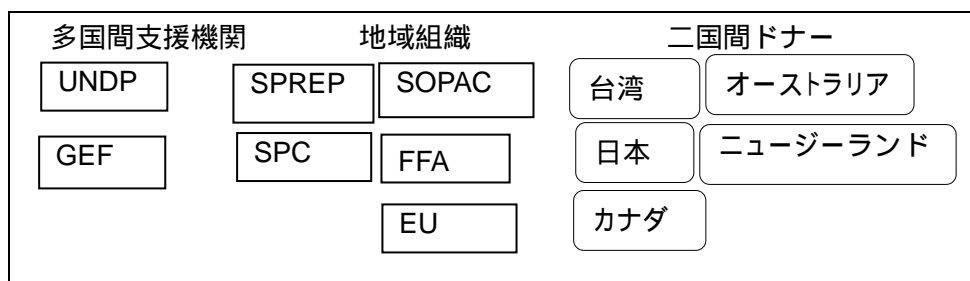 多国間支援機関 地域組織 二国間ドナー
UNDP SPREP SOPAC 台湾 オーストラリア
GEF SPC FFA 日本 ニュージーランド
EU カナダ